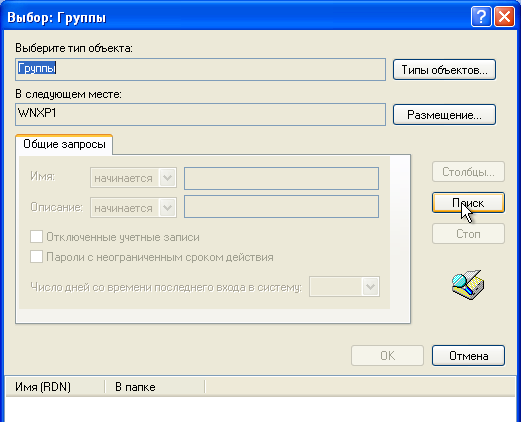 Выбор: Группы
Выберите тип объекта:
Группы
Типы объектов...
В следующем месте:
WNXP1
Размещение...
Общие запросы
Имя:
начинается
Столбцы...
Описание:
начинается
Поиск
Отключенные учетные записи
Стоп
Пароли с неограниченным сроком действия
Число дней со времени последнего входа в систему:
ОК
Отмена
Имя (RDN)
В папке